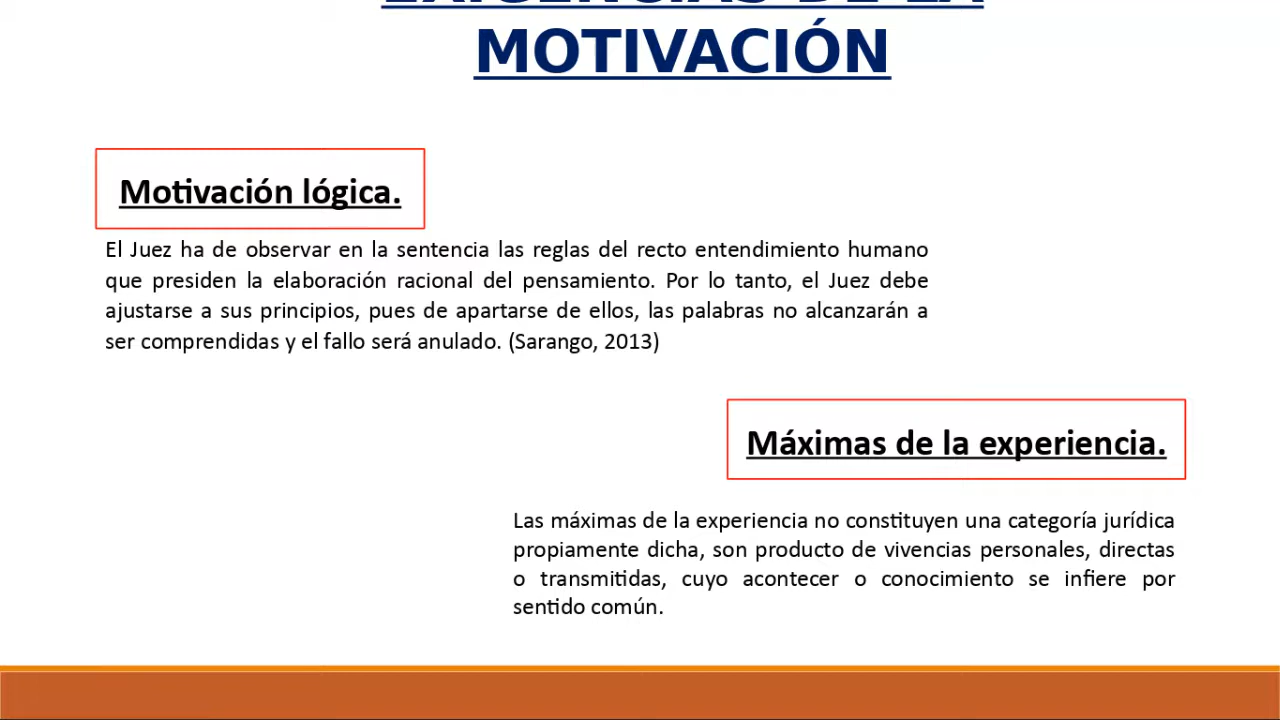 EXIGENCIAS DE LA
MOTIVACIÓN
Motivación lógica.
El Juez ha de observar en la sentencia las reglas del recto entendimiento humano
que presiden la elaboración racional del pensamiento. Por lo tanto, el Juez debe
ajustarse a sus principios, pues de apartarse de ellos, las palabras no alcanzarán a
ser comprendidas y el fallo será anulado. (Sarango, 2013)
Máximas de la experiencia.
Las máximas de la experiencia no constituyen una categoría jurídica
propiamente dicha, son producto de vivencias personales, directas
o transmitidas, cuyo acontecer o conocimiento se infiere por
sentido común.